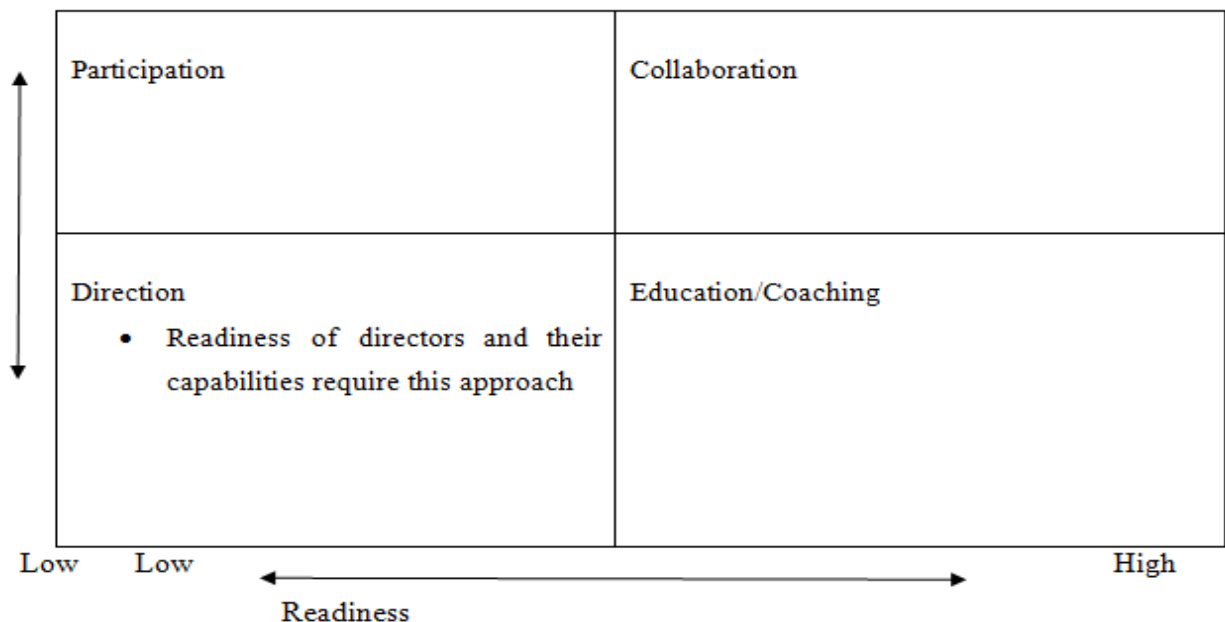 Participation
Collaboration
Direction
• Readiness of directors and their
capabilities require this approach
Education/Coaching
Low
Low
High
Readiness